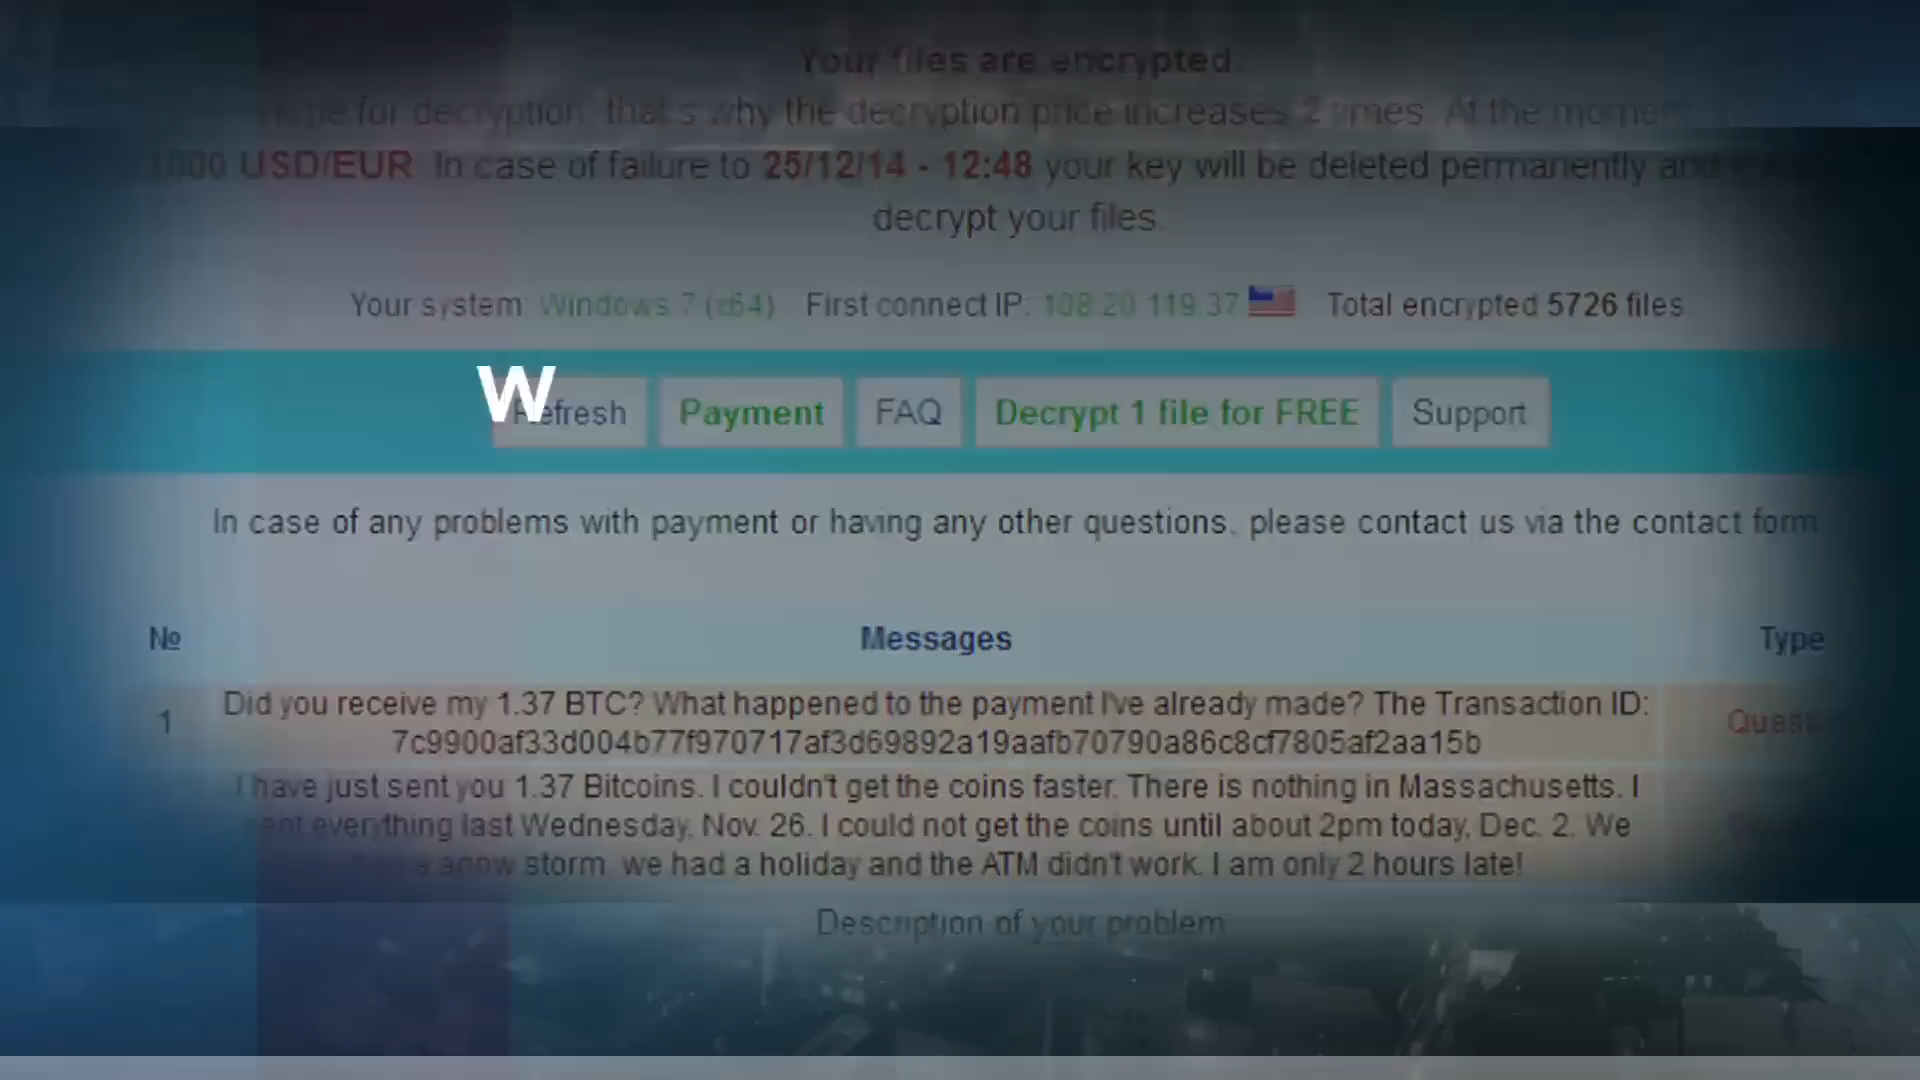 Your files are encrypted.
for decryption, that's why the decryption price increases 2 times. At the moment
USD/EUR. In case of failure to 25/12/14 - 12:48 your key will be deleted permanently and
decrypt your files.
Your system: Windows 7 (x64) First connect IP: 108.20.119.37 Total encrypted 5726 files.
W
Refresh Payment FAQ Decrypt 1 file for FREE Support
In case of any problems with payment or having any other questions, please contact us via the contact form
№ Messages Type
1 Did you receive my 1.37 BTC? What happened to the payment I've already made? The Transaction ID:
7c9900af33d004b77f970717af3d69892a19aafb70790a86c8cf7805af2aa15b
I have just sent you 1.37 Bitcoins. I couldn't get the coins faster. There is nothing in Massachusetts. I
sent everything last Wednesday, Nov. 26. I could not get the coins until about 2pm today, Dec. 2. We
a snow storm, we had a holiday and the ATM didn't work. I am only 2 hours late!
Description of your problem